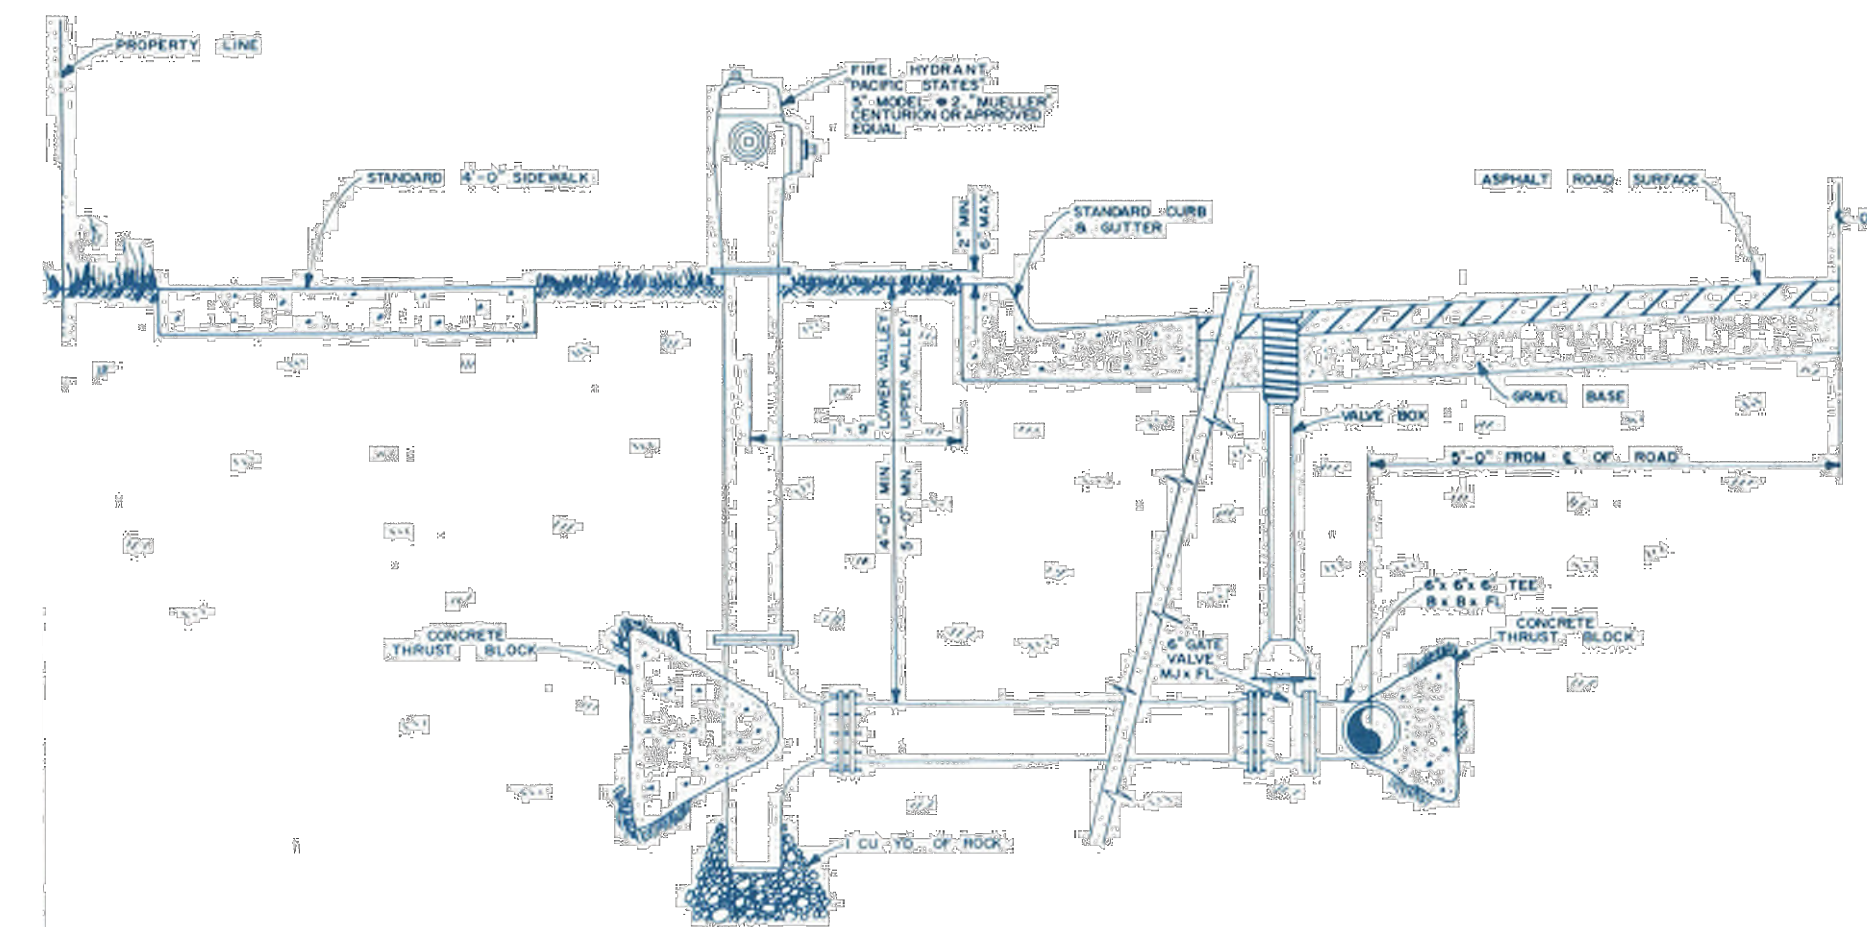 PROPERTY LINE
FIRE HYDRANT
"PACIFIC STATES"
5" MODEL #2, "MUELLER"
CENTURION OR APPROVED
EQUAL
STANDARD 4'-0" SIDEWALK
2" MIN.
6" MAX.
STANDARD CURB
& GUTTER
ASPHALT ROAD SURFACE
4'-0" MIN. LOWER VALLEY
5'-0" MIN. UPPER VALLEY
1'-9"
GRAVEL BASE
VALVE BOX
5'-0" FROM ℄ OF ROAD
6"x 6"x 6" TEE
8 x 8 x FL
CONCRETE
THRUST BLOCK
CONCRETE
THRUST BLOCK
6" GATE
VALVE
MJ x FL
1 CU. YD. OF ROCK